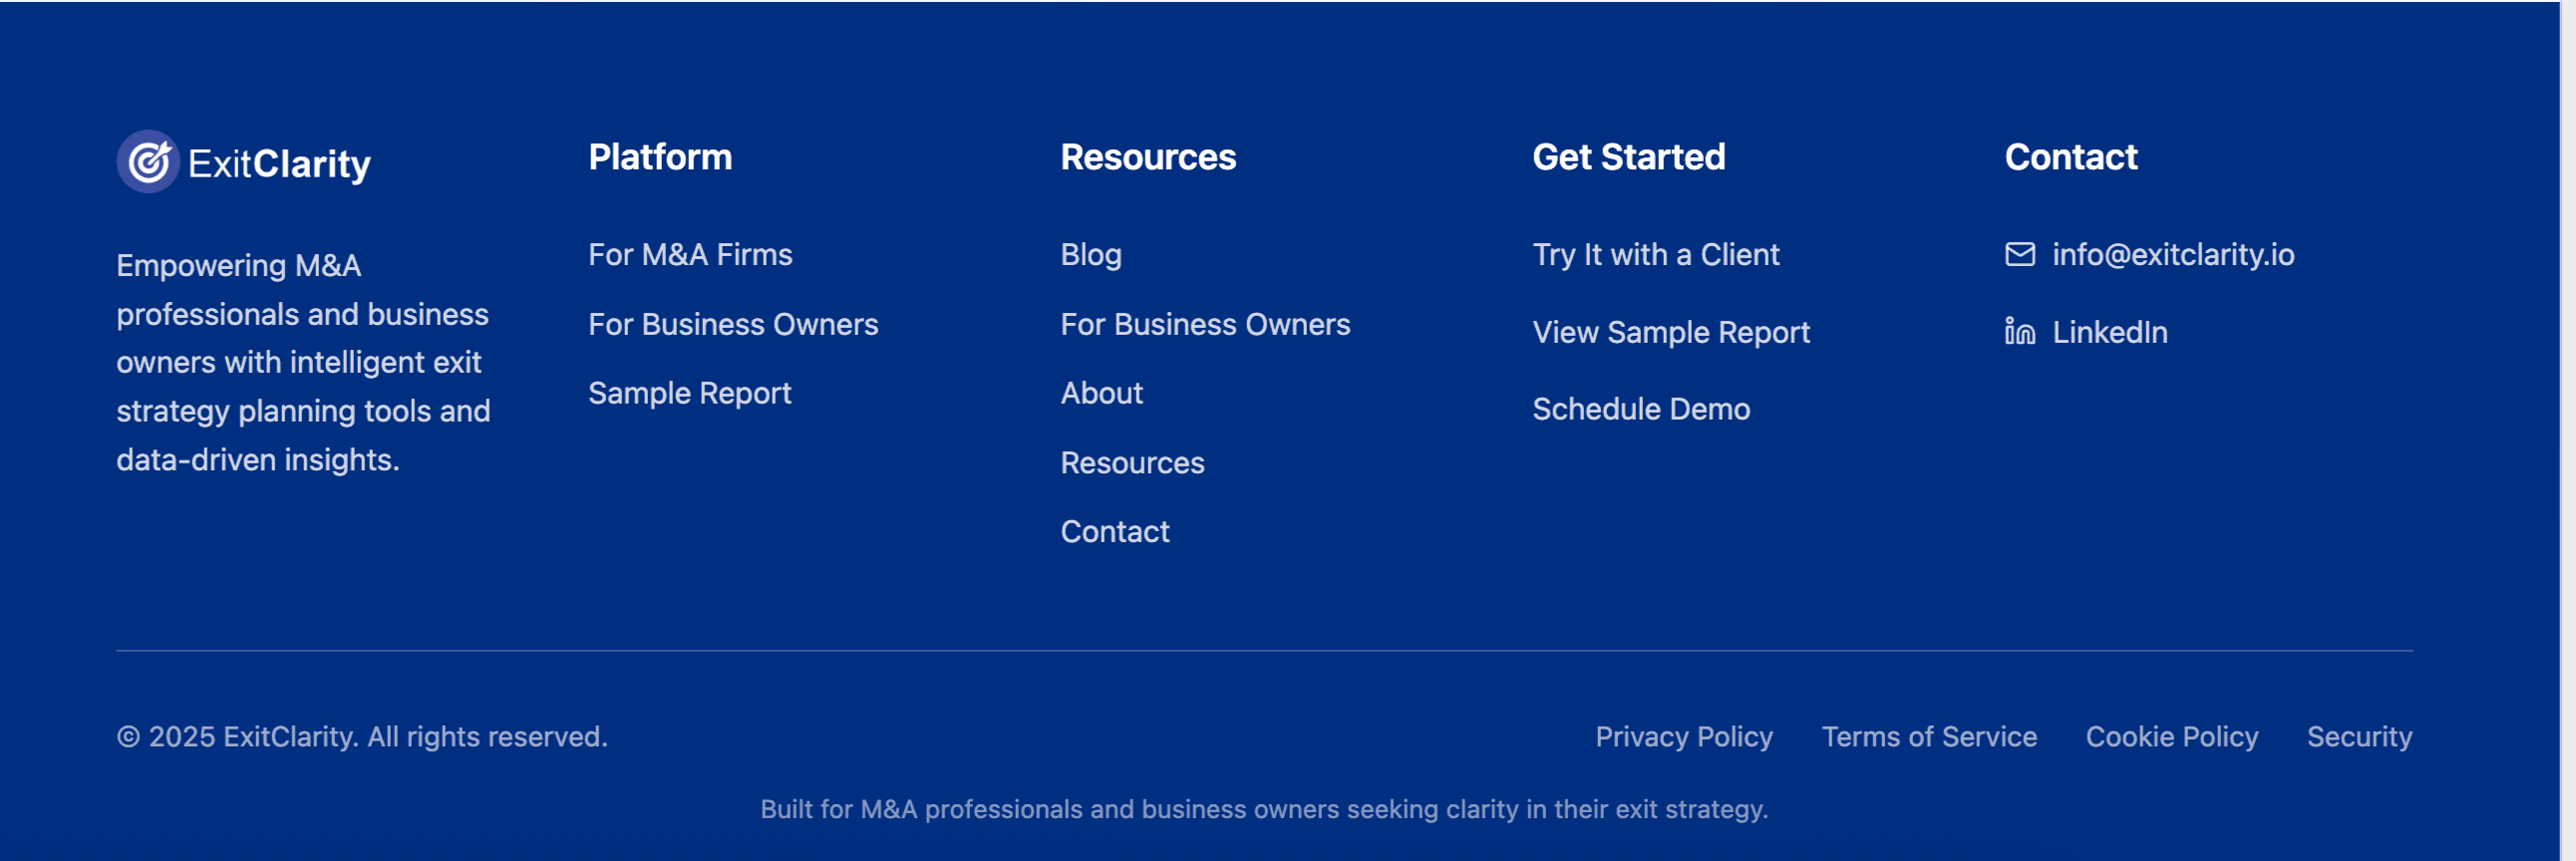 ExitClarity
Empowering M&A
professionals and business
owners with intelligent exit
strategy planning tools and
data-driven insights.
Platform
For M&A Firms
For Business Owners
Sample Report
Resources
Blog
For Business Owners
About
Resources
Contact
Get Started
Try It with a Client
View Sample Report
Schedule Demo
Contact
info@exitclarity.io
LinkedIn
© 2025 ExitClarity. All rights reserved.
Privacy Policy Terms of Service Cookie Policy Security
Built for M&A professionals and business owners seeking clarity in their exit strategy.